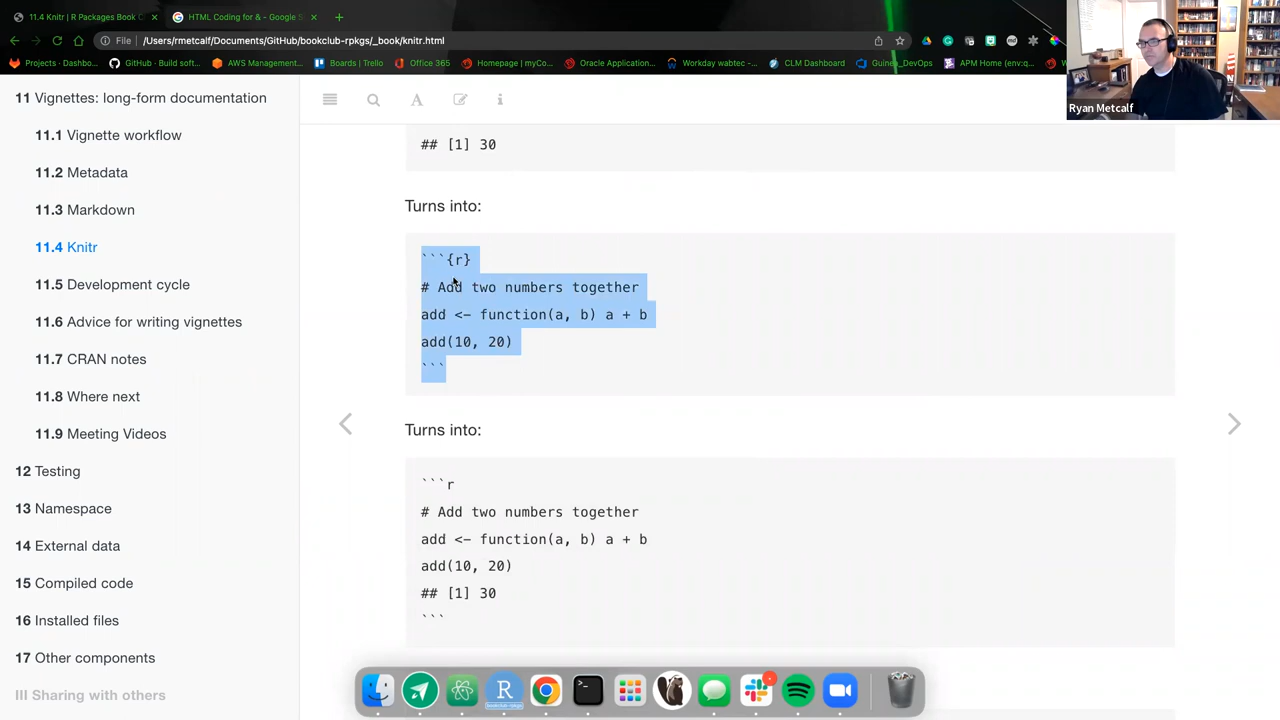 11.4 Knitr | R Packages Book C
HTML Coding for & - Google S
File
/Users/rmetcalf/Documents/GitHub/bookclub-rpkgs/_book/knitr.html
Projects - Dashbo...
GitHub · Build soft...
AWS Management...
Boards | Trello
Office 365
Homepage | myCo...
Oracle Application...
Workday wabtec -...
CLM Dashboard
Guinea_DevOps
APM Home (env:q...
Ryan Metcalf
11 Vignettes: long-form documentation
11.1 Vignette workflow
11.2 Metadata
11.3 Markdown
11.4 Knitr
11.5 Development cycle
11.6 Advice for writing vignettes
11.7 CRAN notes
11.8 Where next
11.9 Meeting Videos
12 Testing
13 Namespace
14 External data
15 Compiled code
16 Installed files
17 Other components
III Sharing with others
## [1] 30
Turns into:
```{r}
# Add two numbers together
add <- function(a, b) a + b
add(10, 20)
```
Turns into:
```r
# Add two numbers together
add <- function(a, b) a + b
add(10, 20)
## [1] 30
```
R
bookclub-rpkgs